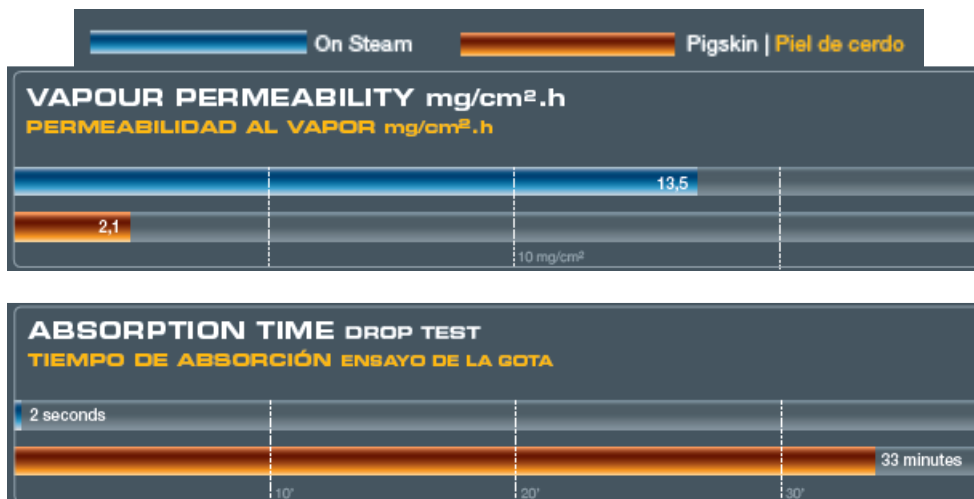 On Steam Pigskin | Piel de cerdo
VAPOUR PERMEABILITY mg/cm².h
PERMEABILIDAD AL VAPOR mg/cm².h
13,5
2,1
10 mg/cm²
ABSORPTION TIME DROP TEST
TIEMPO DE ABSORCIÓN ENSAYO DE LA GOTA
2 seconds
33 minutes
10' 20' 30'